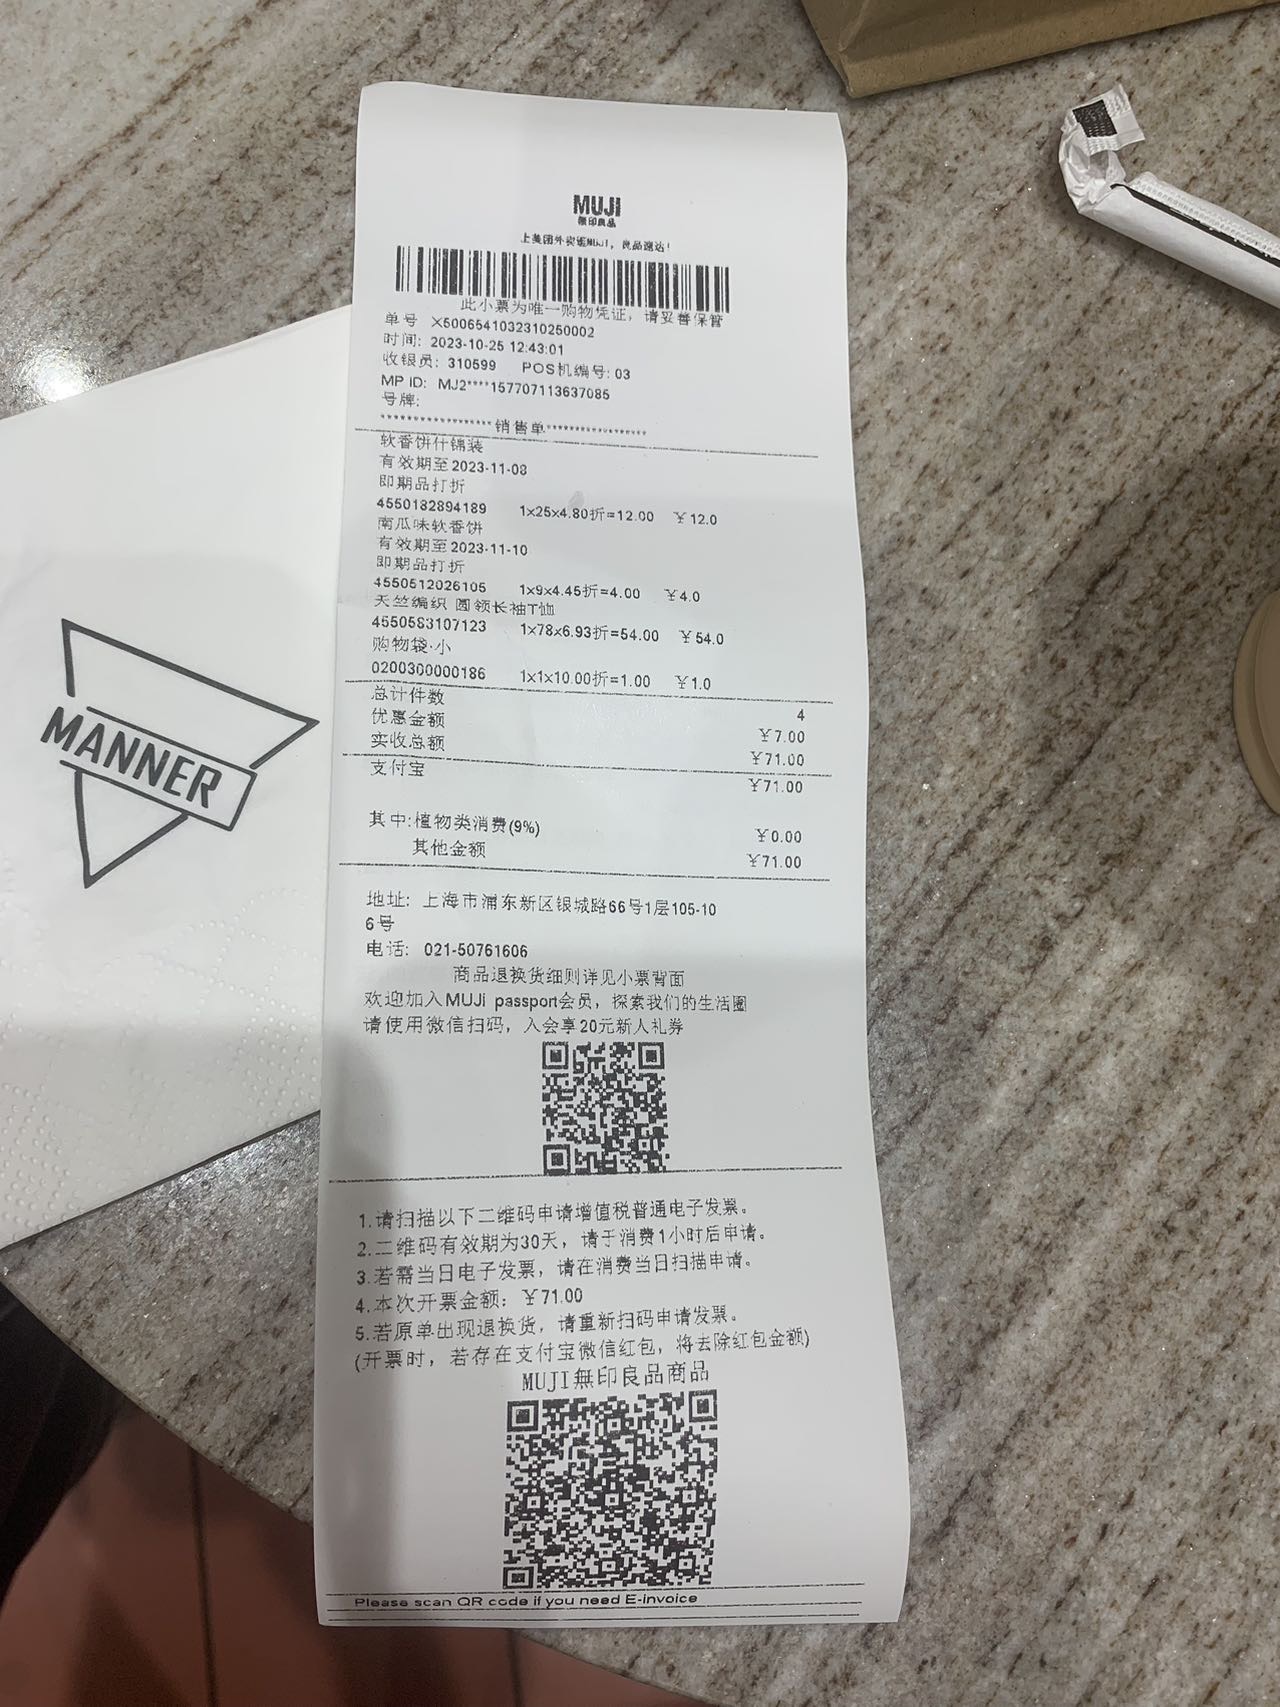 MUJI
無印良品
上美团外卖逛MUJI，良品速达！
此小票为唯一购物凭证，请妥善保管
单号 X5006541032310250002
时间: 2023-10-25 12:43:01
收银员: 310599 POS机编号: 03
MP ID: MJ2****157707113637085
号牌:
******************销售单******************
软香饼什锦装
有效期至2023-11-08
即期品打折
4550182894189 1x25x4.80折=12.00 ￥12.0
南瓜味软香饼
有效期至2023-11-10
即期品打折
4550512026105 1x9x4.45折=4.00 ￥4.0
天竺编织 圆领长袖T恤
4550583107123 1x78x6.93折=54.00 ￥54.0
购物袋·小
0200300000186 1x1x10.00折=1.00 ￥1.0
总计件数 4
优惠金额 ￥7.00
实收总额 ￥71.00
支付宝 ￥71.00
其中:植物类消费(9%) ￥0.00
其他金额 ￥71.00
地址: 上海市浦东新区银城路66号1层105-10
6号
电话: 021-50761606
商品退换货细则详见小票背面
欢迎加入MUJi passport会员，探索我们的生活圈
请使用微信扫码，入会享20元新人礼券
1.请扫描以下二维码申请增值税普通电子发票。
2.二维码有效期为30天，请于消费1小时后申请。
3.若需当日电子发票，请在消费当日扫描申请。
4.本次开票金额：￥71.00
5.若原单出现退换货，请重新扫码申请发票。
(开票时，若存在支付宝微信红包，将去除红包金额)
MUJI無印良品商品
Please scan QR code if you need E-invoice
MANNER